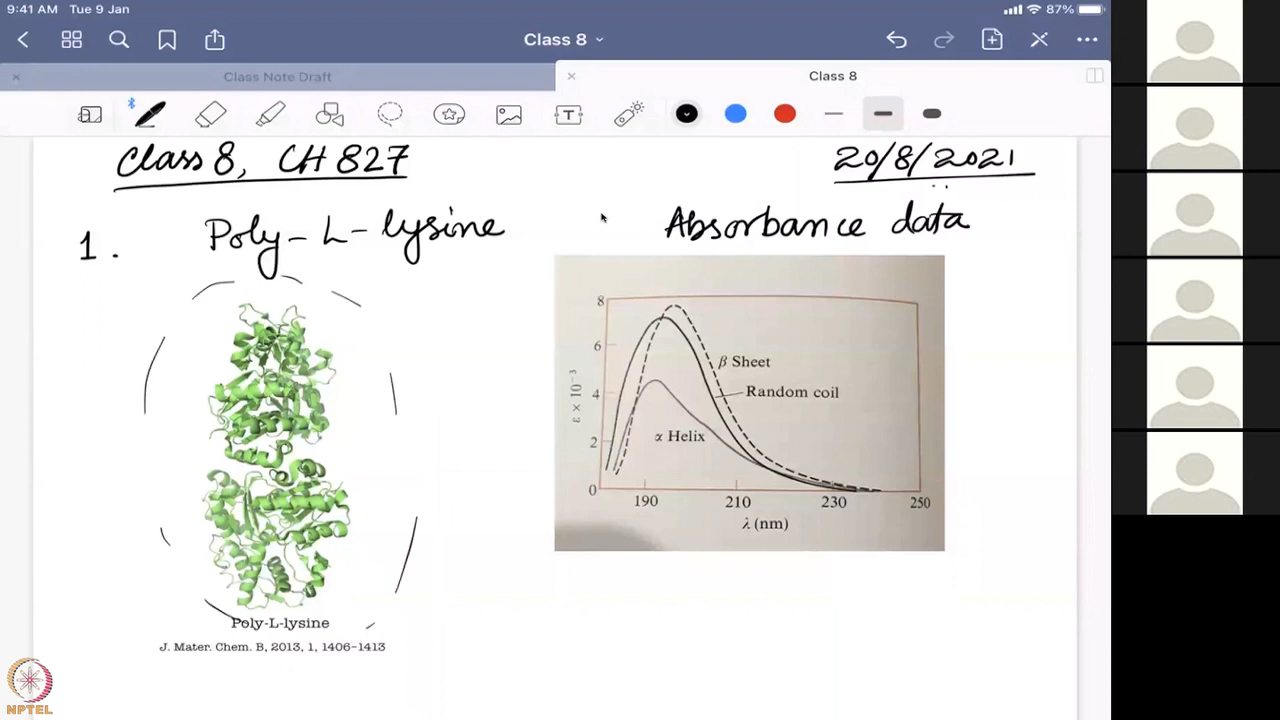 9:41 AM Tue 9 Jan
87%
Class 8
Class Note Draft
Class 8
T
Class 8, CH 827
20/8/2021
1.
Poly-L-lysine
Absorbance data
8
6
4
2
0
ε × 10⁻³
β Sheet
Random coil
α Helix
190
210
230
250
λ (nm)
Poly-L-lysine
J. Mater. Chem. B, 2013, 1, 1406–1413
NPTEL